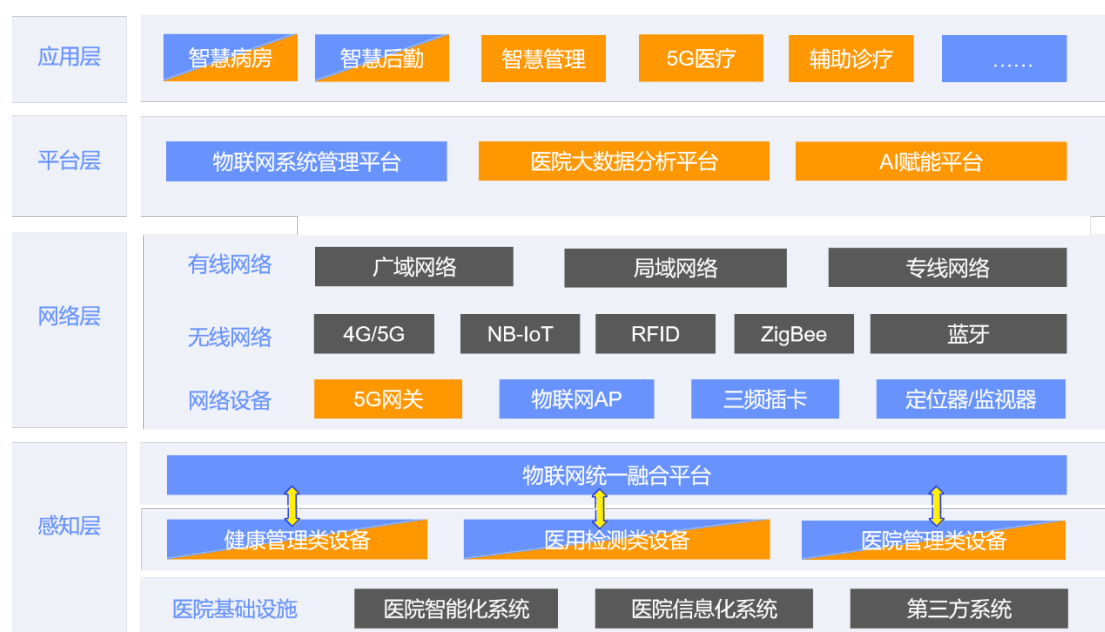 应用层
智慧病房 智慧后勤 智慧管理 5G医疗 辅助诊疗 ……
平台层
物联网系统管理平台 医院大数据分析平台 AI赋能平台
网络层
有线网络 广域网络 局域网络 专线网络
无线网络 4G/5G NB-IoT RFID ZigBee 蓝牙
网络设备 5G网关 物联网AP 三频插卡 定位器/监视器
感知层
物联网统一融合平台
健康管理类设备 医用检测类设备 医院管理类设备
医院基础设施 医院智能化系统 医院信息化系统 第三方系统